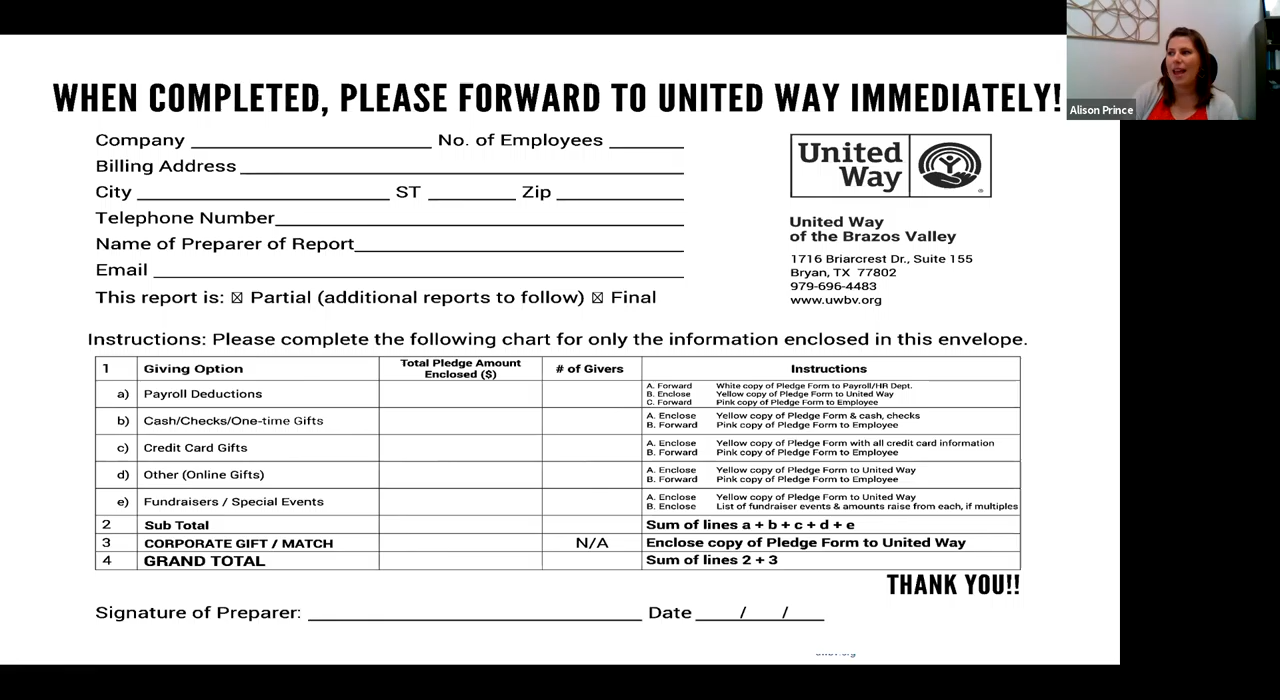 WHEN COMPLETED, PLEASE FORWARD TO UNITED WAY IMMEDIATELY!
Alison Prince
Company No. of Employees
Billing Address
City ST Zip
Telephone Number
Name of Preparer of Report
Email
This report is: ☒ Partial (additional reports to follow) ☒ Final
United Way
®
United Way
of the Brazos Valley
1716 Briarcrest Dr., Suite 155
Bryan, TX 77802
979-696-4483
www.uwbv.org
Instructions: Please complete the following chart for only the information enclosed in this envelope.
1 Giving Option Total Pledge Amount Enclosed ($) # of Givers Instructions
a) Payroll Deductions
A. Forward White copy of Pledge Form to Payroll/HR Dept.
B. Enclose Yellow copy of Pledge Form to United Way
C. Forward Pink copy of Pledge Form to Employee
b) Cash/Checks/One-time Gifts
A. Enclose Yellow copy of Pledge Form & cash, checks
B. Forward Pink copy of Pledge Form to Employee
c) Credit Card Gifts
A. Enclose Yellow copy of Pledge Form with all credit card information
B. Forward Pink copy of Pledge Form to Employee
d) Other (Online Gifts)
A. Enclose Yellow copy of Pledge Form to United Way
B. Forward Pink copy of Pledge Form to Employee
e) Fundraisers / Special Events
A. Enclose Yellow copy of Pledge Form to United Way
B. Enclose List of fundraiser events & amounts raise from each, if multiples
2 Sub Total Sum of lines a + b + c + d + e
3 CORPORATE GIFT / MATCH N/A Enclose copy of Pledge Form to United Way
4 GRAND TOTAL Sum of lines 2 + 3
THANK YOU!!
Signature of Preparer: Date / /